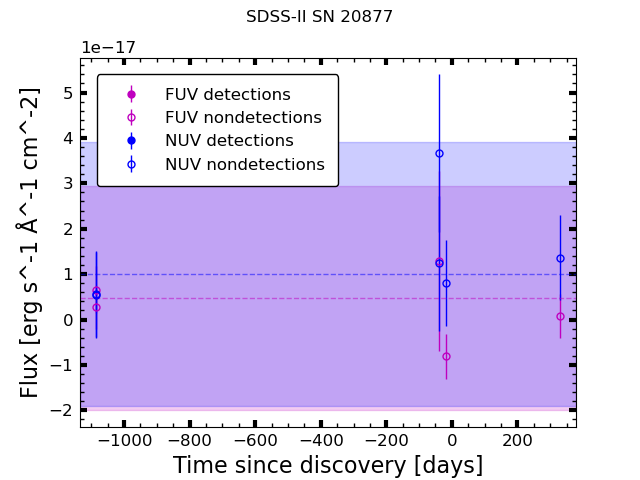 SDSS-II SN 20877
1e−17
FUV detections
FUV nondetections
NUV detections
NUV nondetections
5
4
3
2
1
0
−1
−2
Flux [erg s^-1 Å^-1 cm^-2]
−1000 −800 −600 −400 −200 0 200
Time since discovery [days]